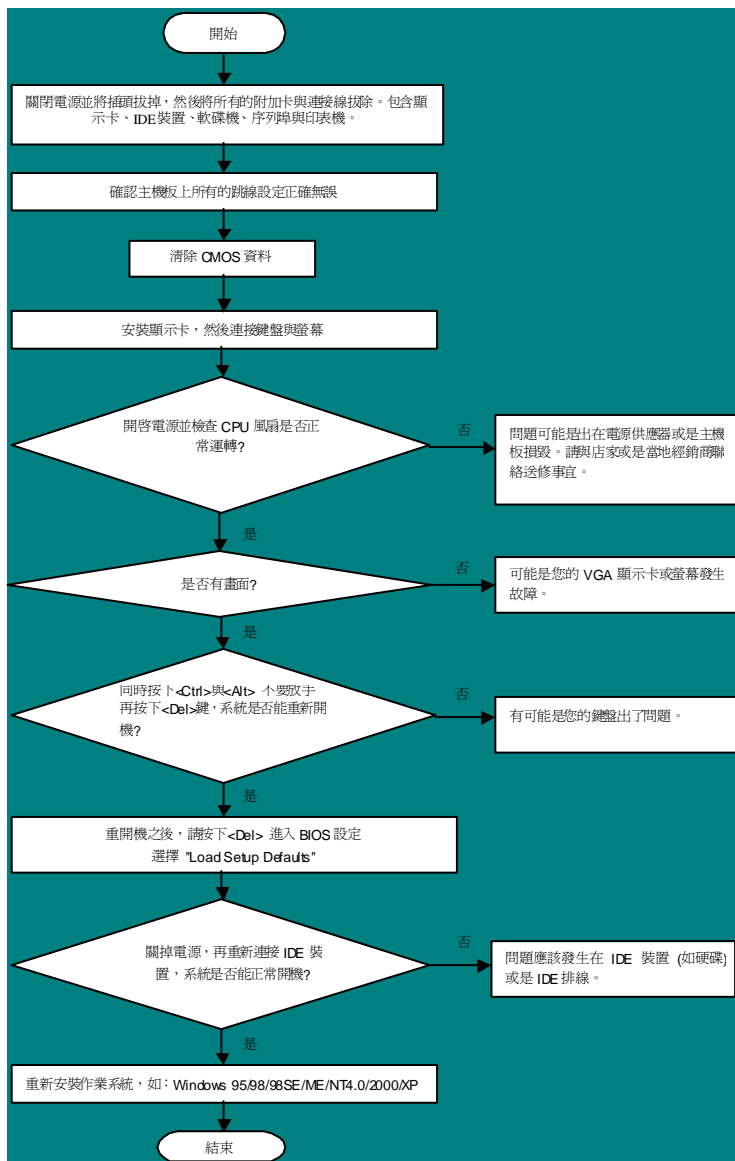 開始
關閉電源並將插頭拔掉，然後將所有的附加卡與連接線拔除。包含顯
示卡、IDE裝置、軟碟機、序列埠與印表機。
確認主機板上所有的跳線設定正確無誤
清除 CMOS 資料
安裝顯示卡，然後連接鍵盤與螢幕
開啟電源並檢查 CPU 風扇是否正
常運轉?
否
問題可能是出在電源供應器或是主機
板損毀。請與店家或是當地經銷商聯
絡送修事宜。
是
是否有畫面?
否
可能是您的 VGA 顯示卡或螢幕發生
故障。
是
同時按下<Ctrl>與<Alt> 不要放手
再按下<Del>鍵，系統是否能重新開
機?
否
有可能是您的鍵盤出了問題。
是
重開機之後，請按下<Del> 進入 BIOS 設定
選擇 "Load Setup Defaults"
關掉電源，再重新連接 IDE 裝
置，系統是否能正常開機?
否
問題應該發生在 IDE 裝置 (如硬碟)
或是 IDE 排線。
是
重新安裝作業系統，如：Windows 95/98/98SE/ME/NT4.0/2000/XP
結束